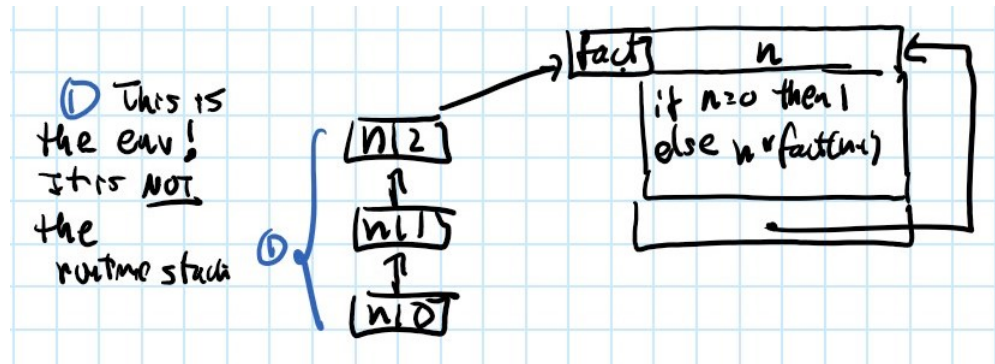 ① This is
the env!
It is NOT
the
runtime stack
①
n 2
n 1
n 0
fact n
if n=0 then 1
else n * fact(n-1)